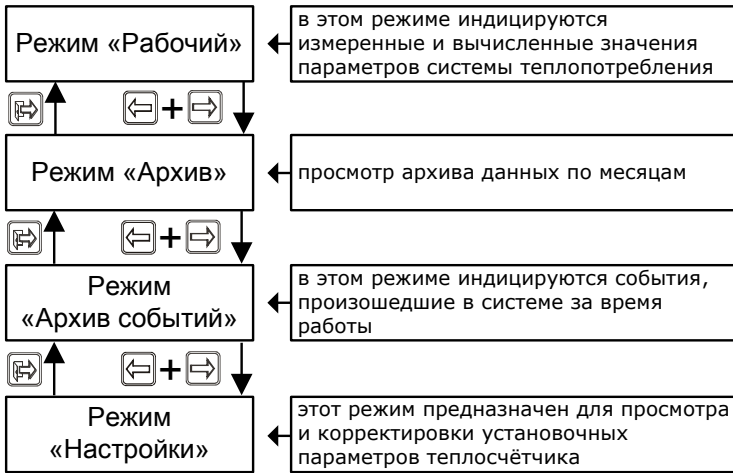 Режим «Рабочий»
в этом режиме индицируются
измеренные и вычисленные значения
параметров системы теплопотребления
+
Режим «Архив»
просмотр архива данных по месяцам
+
Режим
«Архив событий»
в этом режиме индицируются события,
произошедшие в системе за время
работы
+
Режим
«Настройки»
этот режим предназначен для просмотра
и корректировки установочных
параметров теплосчётчика